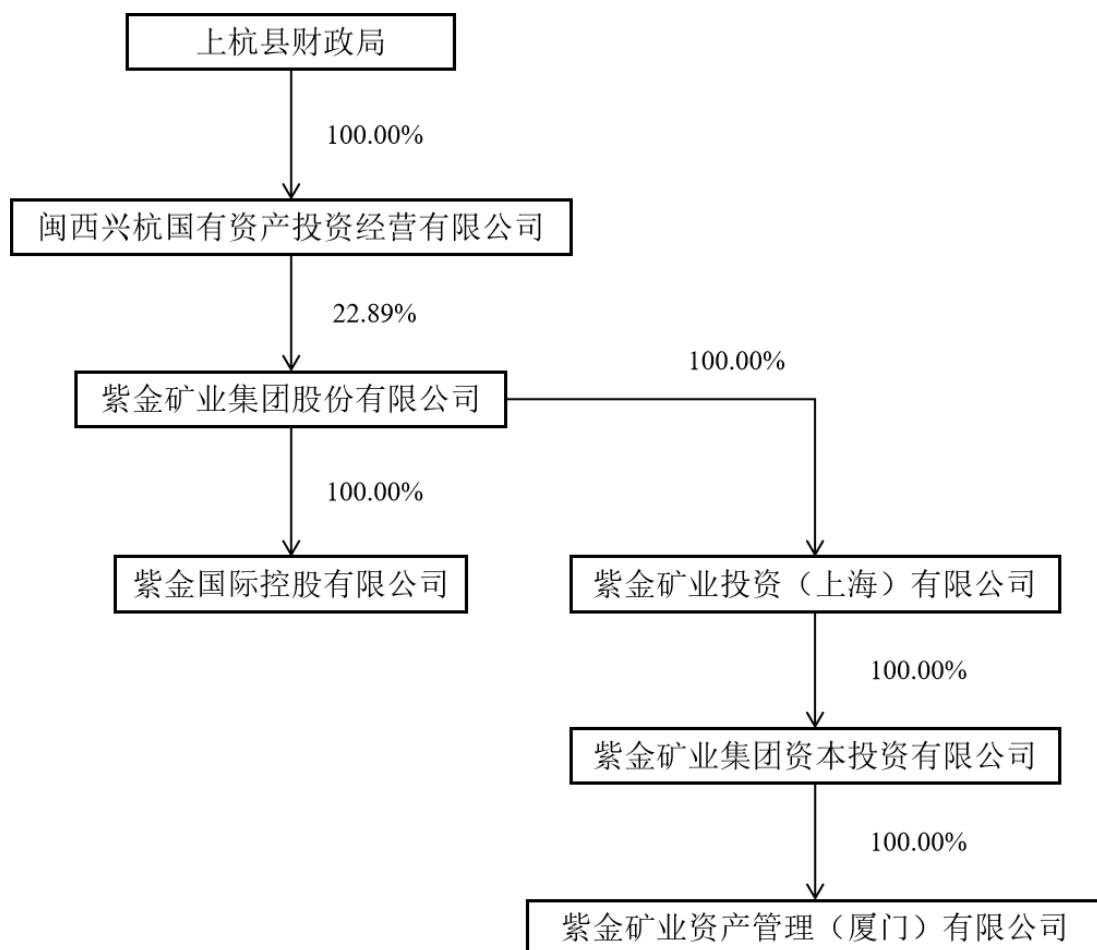 上杭县财政局
100.00%
闽西兴杭国有资产投资经营有限公司
22.89%
100.00%
紫金矿业集团股份有限公司
100.00%
紫金国际控股有限公司
紫金矿业投资（上海）有限公司
100.00%
紫金矿业集团资本投资有限公司
100.00%
紫金矿业资产管理（厦门）有限公司